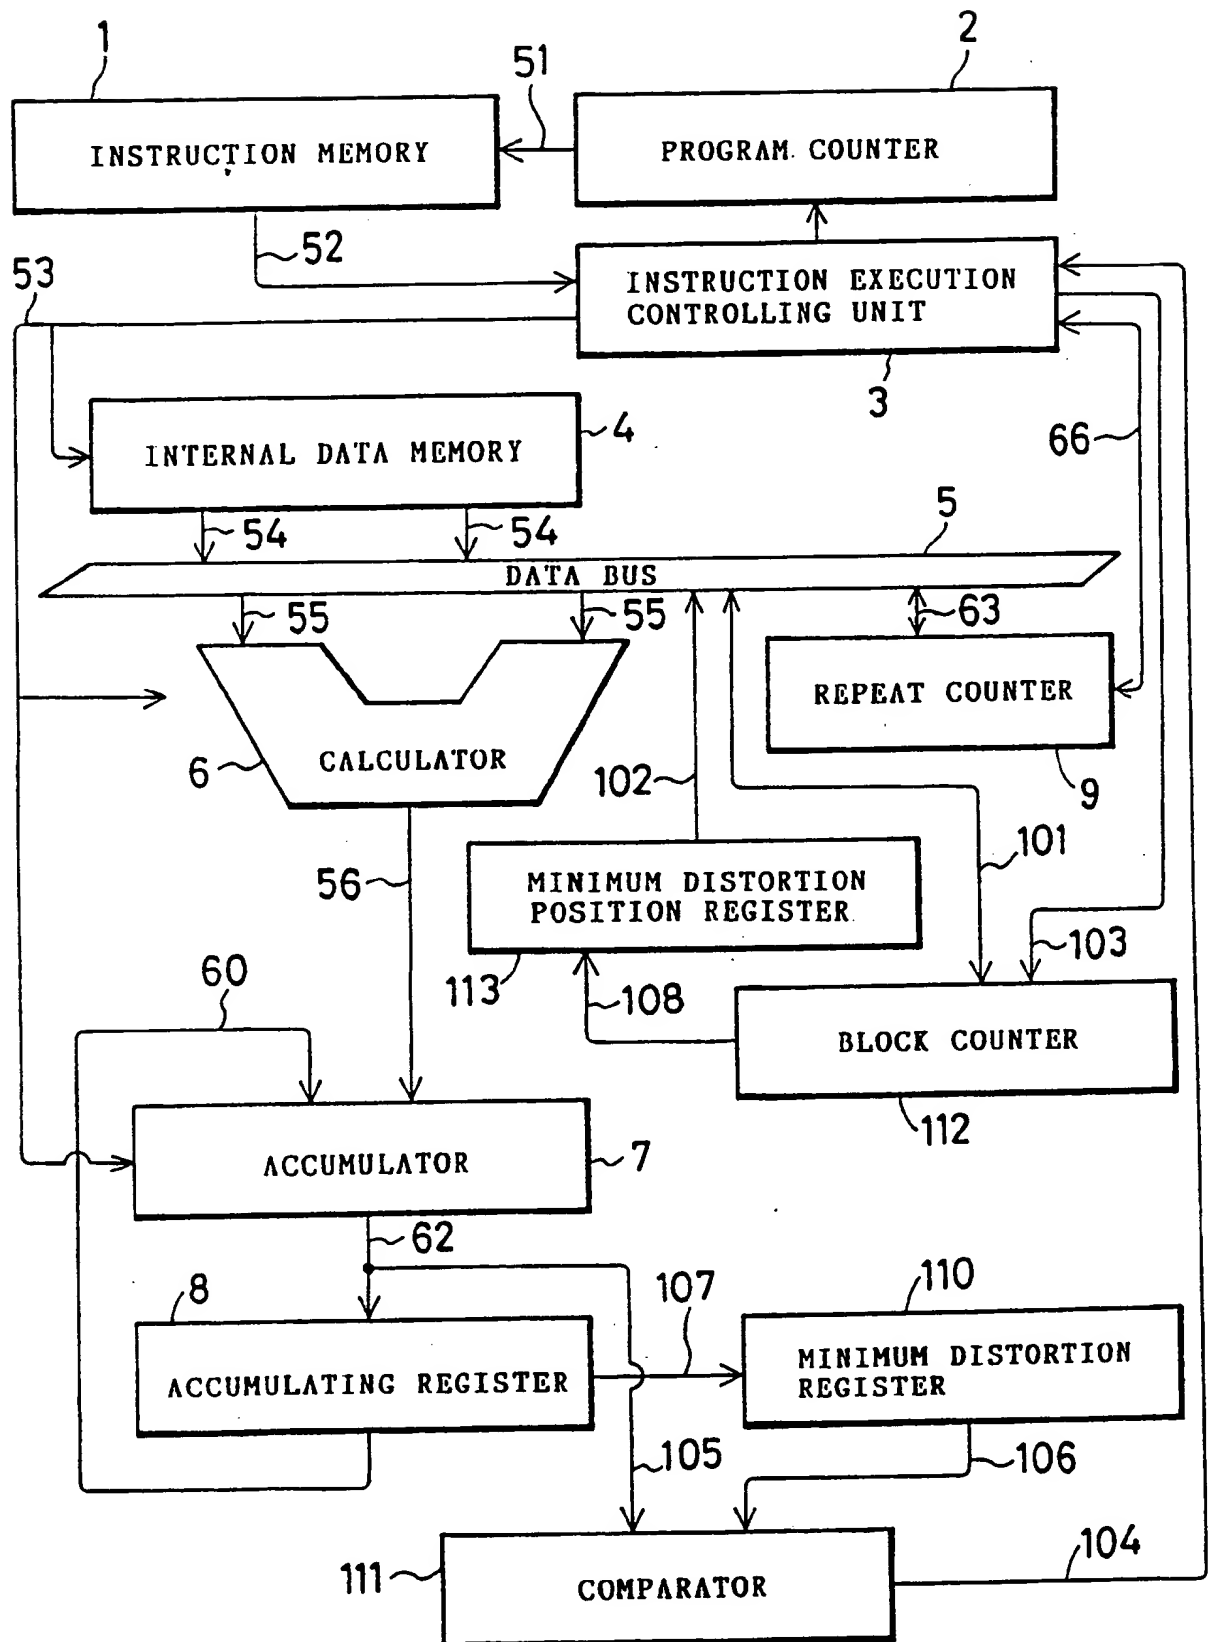 1
2
51
INSTRUCTION MEMORY
PROGRAM COUNTER
52
53
INSTRUCTION EXECUTION
CONTROLLING UNIT
3
4
66
INTERNAL DATA MEMORY
54
54
5
DATA BUS
55
55
63
REPEAT COUNTER
6
CALCULATOR
102
9
56
101
MINIMUM DISTORTION
POSITION REGISTER
103
60
113
108
BLOCK COUNTER
112
ACCUMULATOR
7
62
8
107
110
ACCUMULATING REGISTER
MINIMUM DISTORTION
REGISTER
105
106
104
111
COMPARATOR